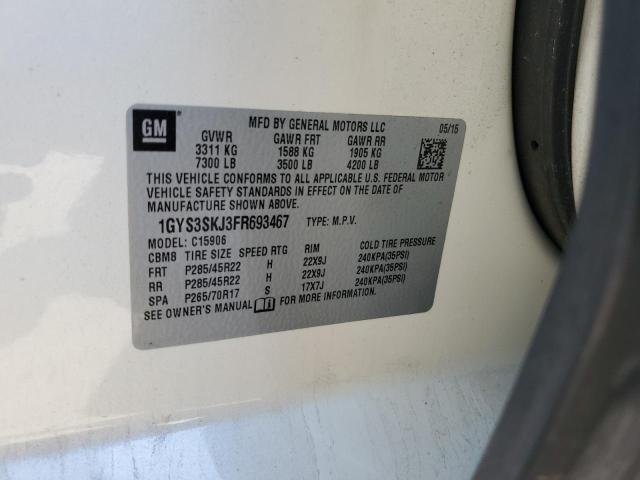 GM
MFD BY GENERAL MOTORS LLC 05/15
GVWR GAWR FRT GAWR RR
3311 KG 1588 KG 1905 KG
7300 LB 3500 LB 4200 LB
THIS VEHICLE CONFORMS TO ALL APPLICABLE U.S. FEDERAL MOTOR
VEHICLE SAFETY STANDARDS IN EFFECT ON THE DATE OF
MANUFACTURE SHOWN ABOVE.
1GYS3SKJ3FR693467 TYPE: M.P.V.
MODEL: C15906
CBM8 TIRE SIZE SPEED RTG RIM COLD TIRE PRESSURE
FRT P285/45R22 H 22X9J 240KPA(35PSI)
RR P285/45R22 H 22X9J 240KPA(35PSI)
SPA P265/70R17 S 17X7J 240KPA(35PSI)
SEE OWNER'S MANUAL FOR MORE INFORMATION.